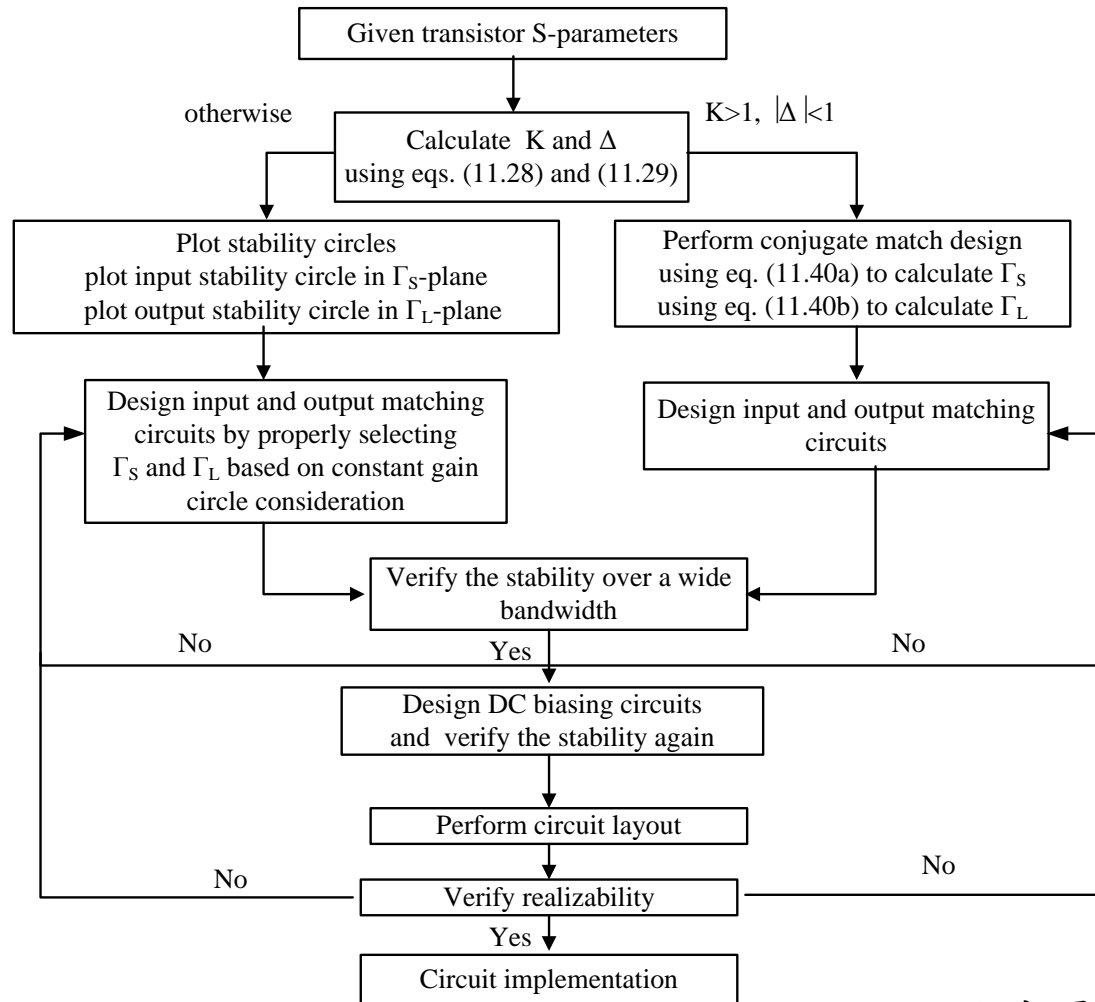 Given transistor S-parameters
otherwise
K>1, |Δ|<1
Calculate K and Δ
using eqs. (11.28) and (11.29)
Plot stability circles
plot input stability circle in ΓS-plane
plot output stability circle in ΓL-plane
Perform conjugate match design
using eq. (11.40a) to calculate ΓS
using eq. (11.40b) to calculate ΓL
Design input and output matching
circuits by properly selecting
ΓS and ΓL based on constant gain
circle consideration
Design input and output matching
circuits
Verify the stability over a wide
bandwidth
No
Yes
No
Design DC biasing circuits
and verify the stability again
Perform circuit layout
No
Verify realizability
No
Yes
Circuit implementation